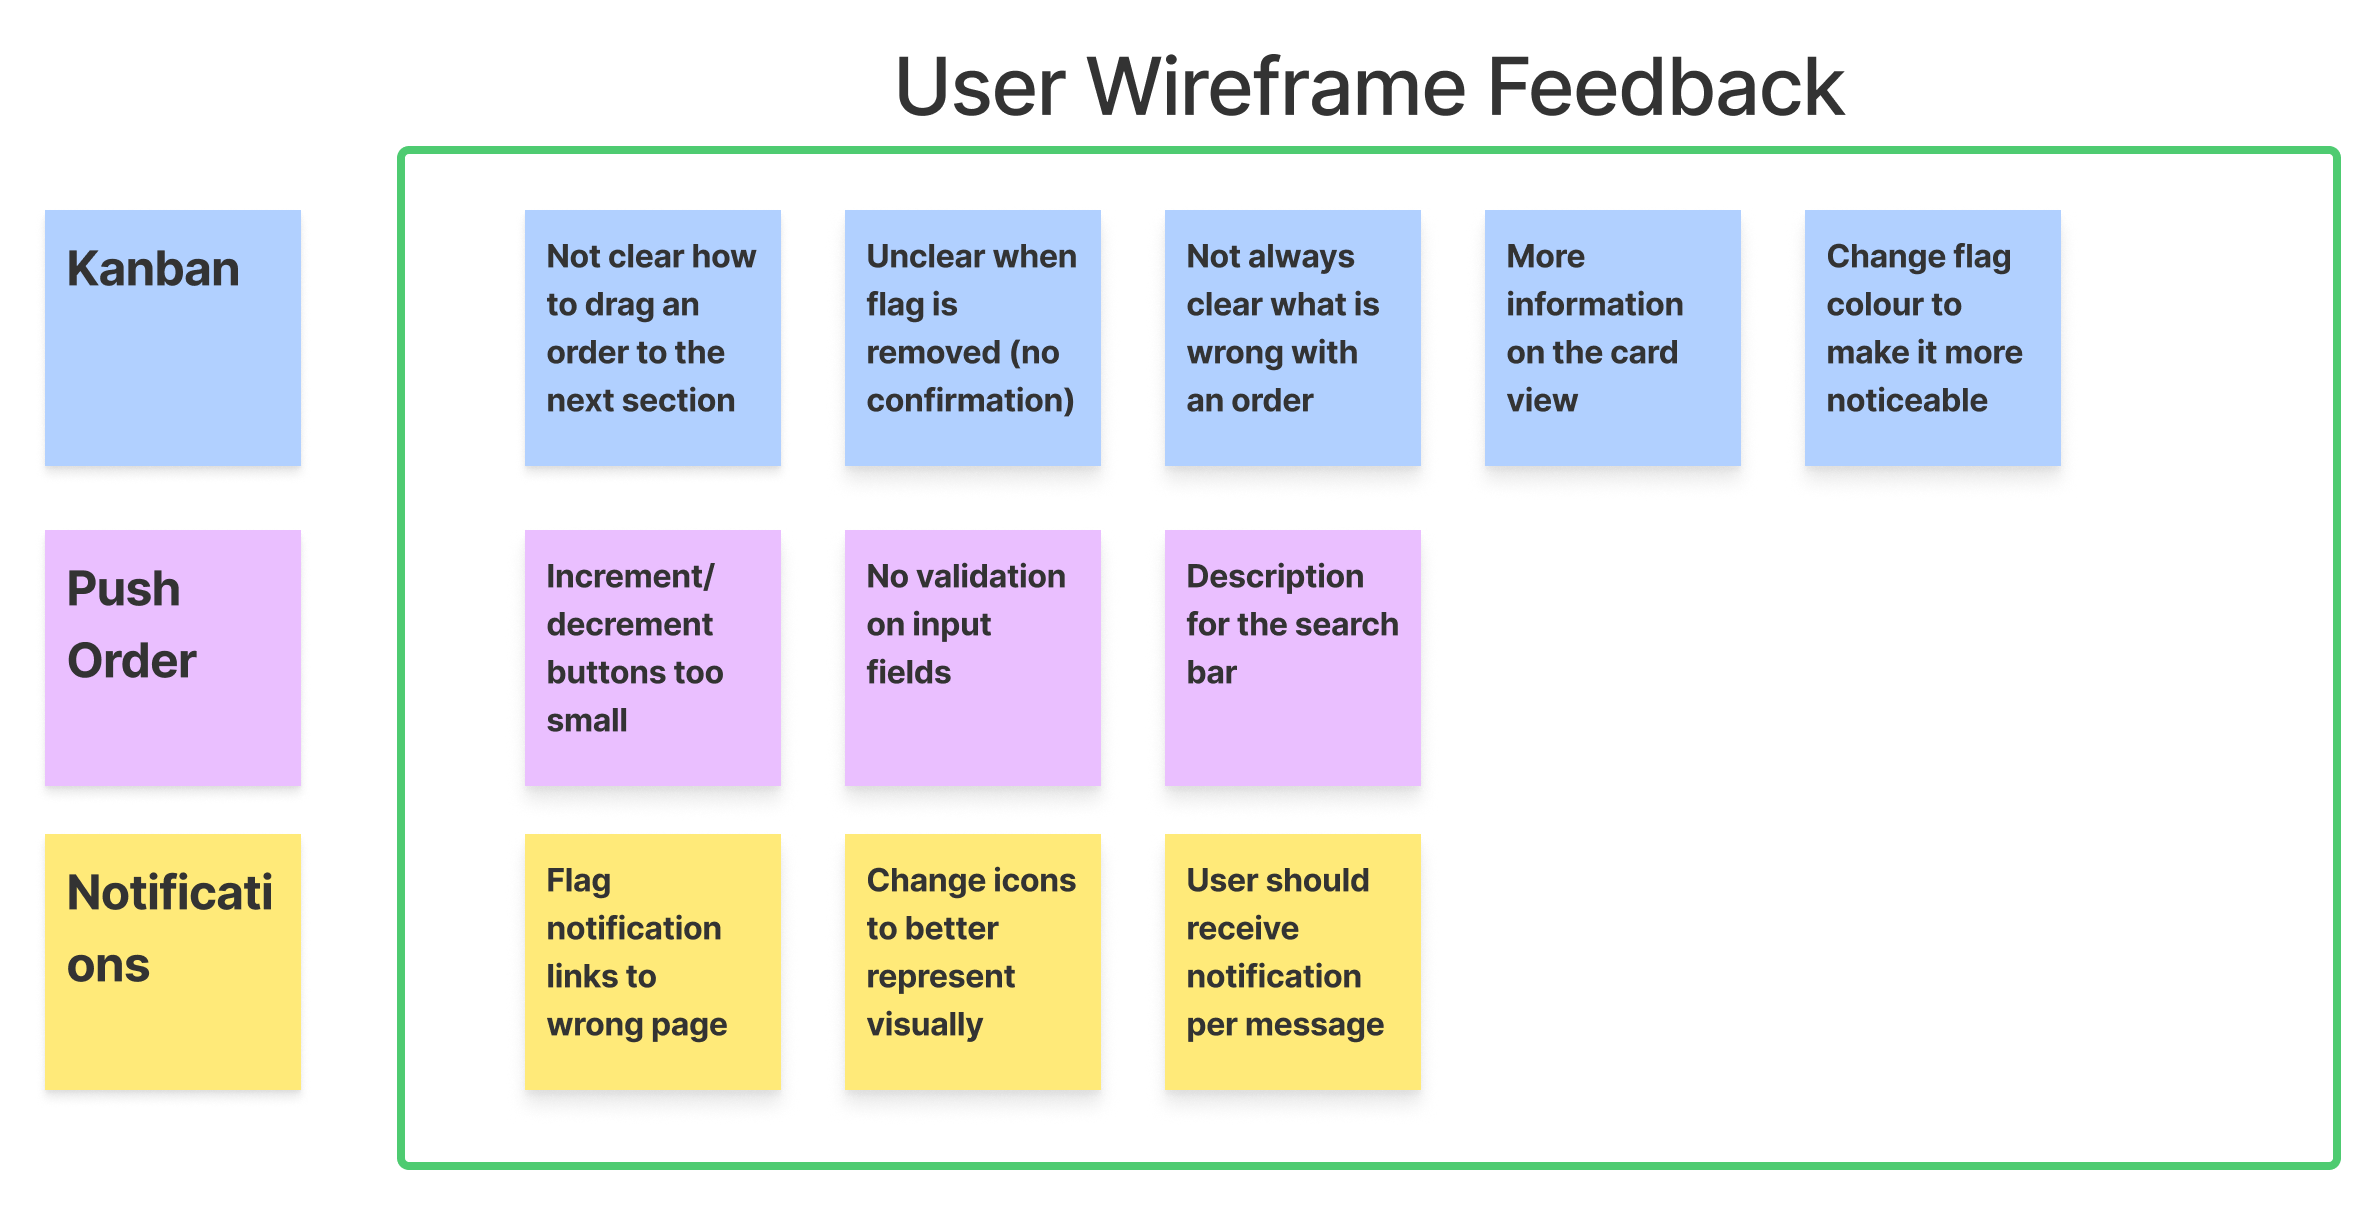 User Wireframe Feedback
Kanban
Not clear how
to drag an
order to the
next section
Unclear when
flag is
removed (no
confirmation)
Not always
clear what is
wrong with
an order
More
information
on the card
view
Change flag
colour to
make it more
noticeable
Push
Order
Increment/
decrement
buttons too
small
No validation
on input
fields
Description
for the search
bar
Notificati
ons
Flag
notification
links to
wrong page
Change icons
to better
represent
visually
User should
receive
notification
per message